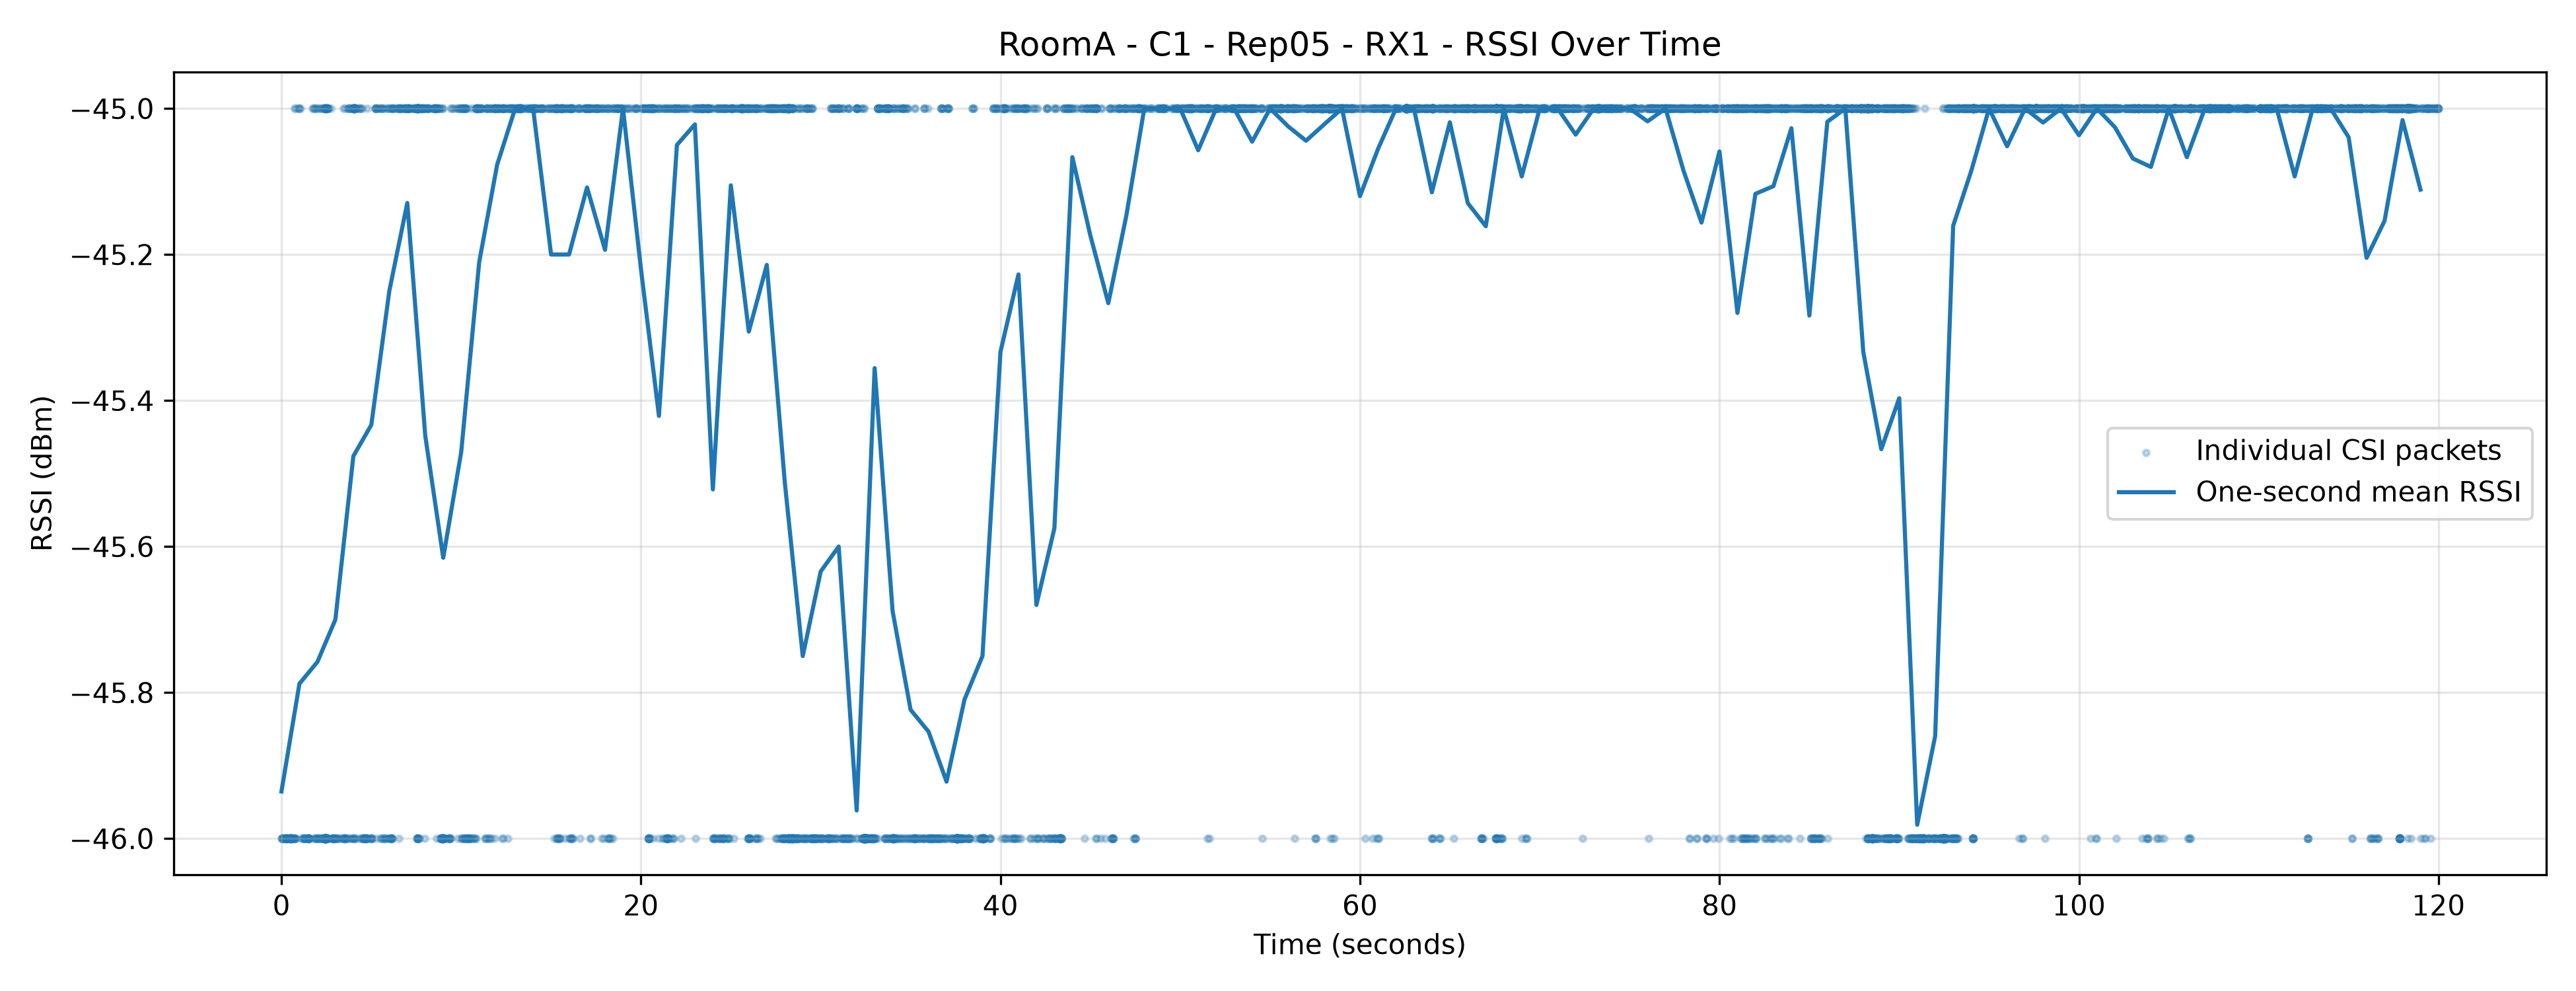 RoomA - C1 - Rep05 - RX1 - RSSI Over Time
RSSI (dBm)
−45.0
−45.2
−45.4
−45.6
−45.8
−46.0
Individual CSI packets
One-second mean RSSI
0 20 40 60 80 100 120
Time (seconds)